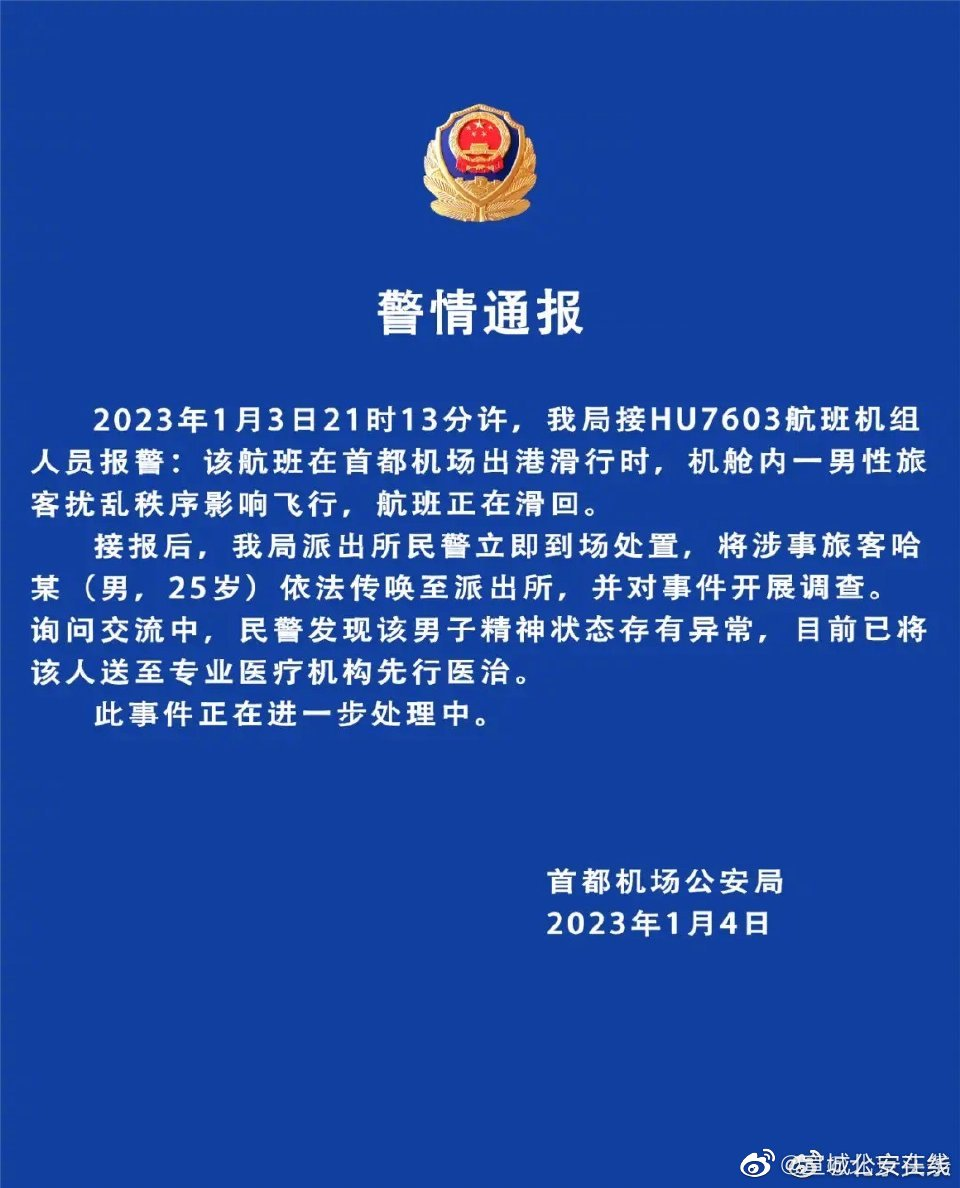 警情通报
2023年1月3日21时13分许，我局接HU7603航班机组
人员报警：该航班在首都机场出港滑行时，机舱内一男性旅
客扰乱秩序影响飞行，航班正在滑回。
接报后，我局派出所民警立即到场处置，将涉事旅客哈
某（男，25岁）依法传唤至派出所，并对事件开展调查。
询问交流中，民警发现该男子精神状态存有异常，目前已将
该人送至专业医疗机构先行医治。
此事件正在进一步处理中。
首都机场公安局
2023年1月4日
公安在线